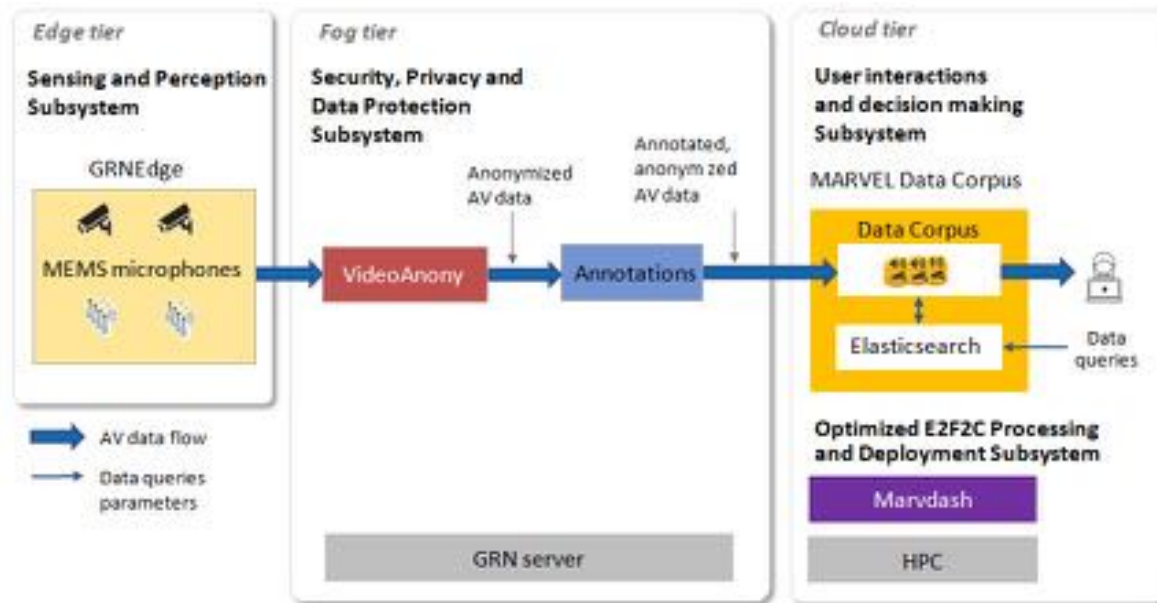 Edge tier
Sensing and Perception
Subsystem
GRNEdge
MEMS microphones
AV data flow
Data queries
parameters
Fog tier
Security, Privacy and
Data Protection
Subsystem
Anonymized
AV data
Annotated,
anonym zed
AV data
VideoAnony
Annotations
GRN server
Cloud tier
User interactions
and decision making
Subsystem
MARVEL Data Corpus
Data Corpus
Elasticsearch
Data
queries
Optimized E2F2C Processing
and Deployment Subsystem
Marvdash
HPC